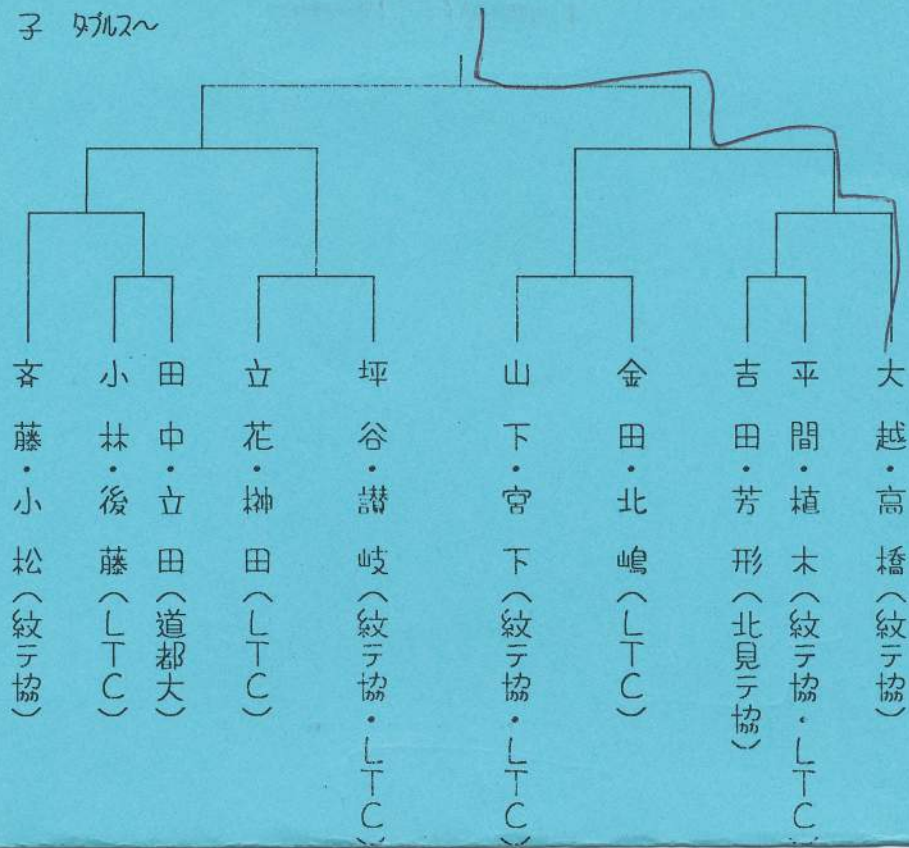 子 ダブルス〜
斉藤・小松(紋テ協)
小林・後藤(LTC)
田中・立田(道都大)
立花・榊田(LTC)
坪谷・讃岐(紋テ協・LTC)
山下・宮下(紋テ協・LTC)
金田・北嶋(LTC)
吉田・芳形(北見テ協)
平間・植木(紋テ協・LTC)
大越・高橋(紋テ協)